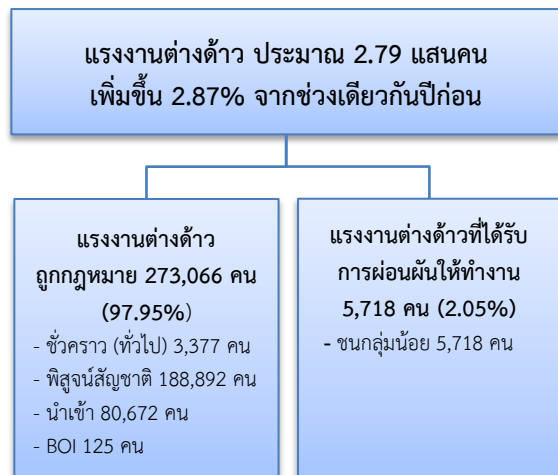 แรงงานต่างด้าว ประมาณ 2.79 แสนคน
เพิ่มขึ้น 2.87% จากช่วงเดียวกันปีก่อน
แรงงานต่างด้าว
ถูกกฎหมาย 273,066 คน
(97.95%)
- ชั่วคราว (ทั่วไป) 3,377 คน
- พิสูจน์สัญชาติ 188,892 คน
- นำเข้า 80,672 คน
- BOI 125 คน
แรงงานต่างด้าวที่ได้รับ
การผ่อนผันให้ทำงาน
5,718 คน (2.05%)
- ชนกลุ่มน้อย 5,718 คน